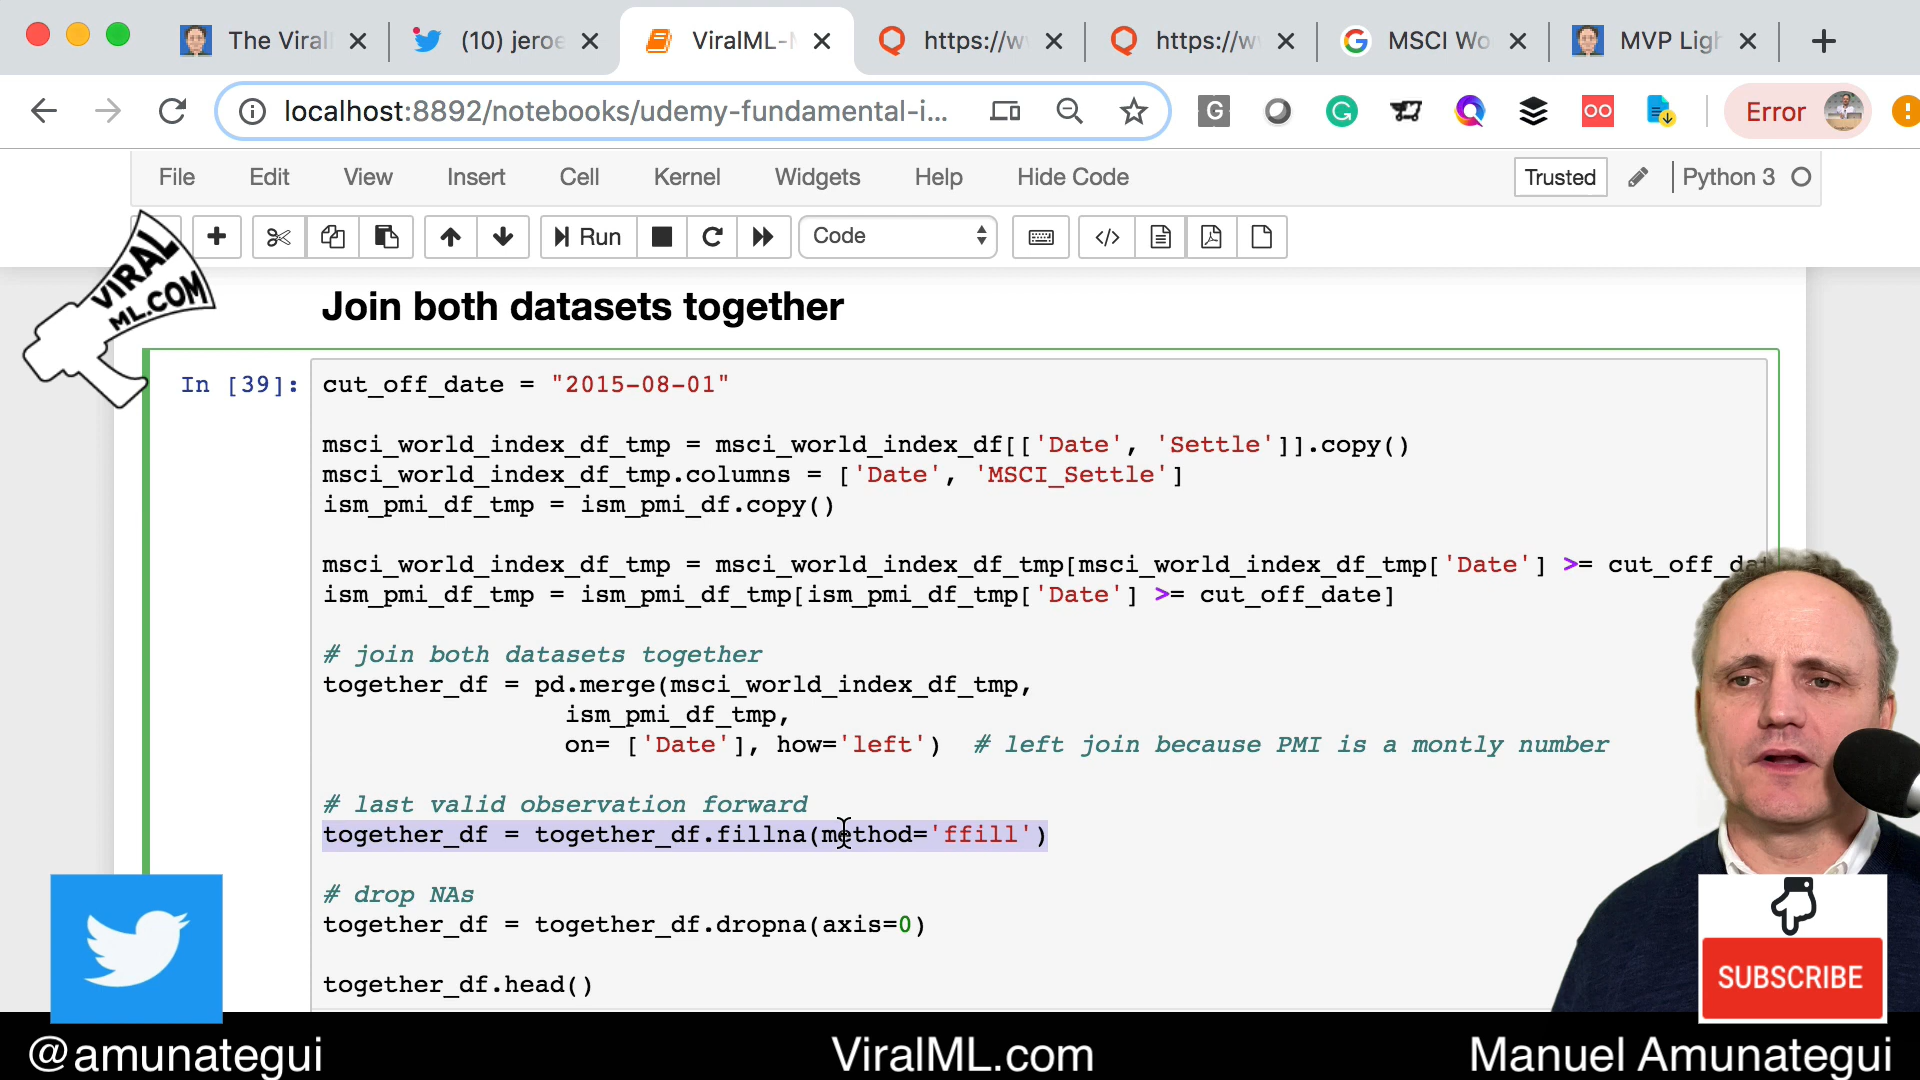 The Viral
(10) jeroe
ViralML-
https://w
https://w
MSCI Wo
MVP Ligh
localhost:8892/notebooks/udemy-fundamental-i...
Error
File Edit View Insert Cell Kernel Widgets Help Hide Code
Trusted
Python 3
Run
Code
VIRAL
ML.COM
Join both datasets together
In [39]:
cut_off_date = "2015-08-01"
msci_world_index_df_tmp = msci_world_index_df[['Date', 'Settle']].copy()
msci_world_index_df_tmp.columns = ['Date', 'MSCI_Settle']
ism_pmi_df_tmp = ism_pmi_df.copy()
msci_world_index_df_tmp = msci_world_index_df_tmp[msci_world_index_df_tmp['Date'] >= cut_off_da
ism_pmi_df_tmp = ism_pmi_df_tmp[ism_pmi_df_tmp['Date'] >= cut_off_date]
# join both datasets together
together_df = pd.merge(msci_world_index_df_tmp,
ism_pmi_df_tmp,
on= ['Date'], how='left') # left join because PMI is a montly number
# last valid observation forward
together_df = together_df.fillna(method='ffill')
# drop NAs
together_df = together_df.dropna(axis=0)
together_df.head()
SUBSCRIBE
@amunategui
ViralML.com
Manuel Amunategui